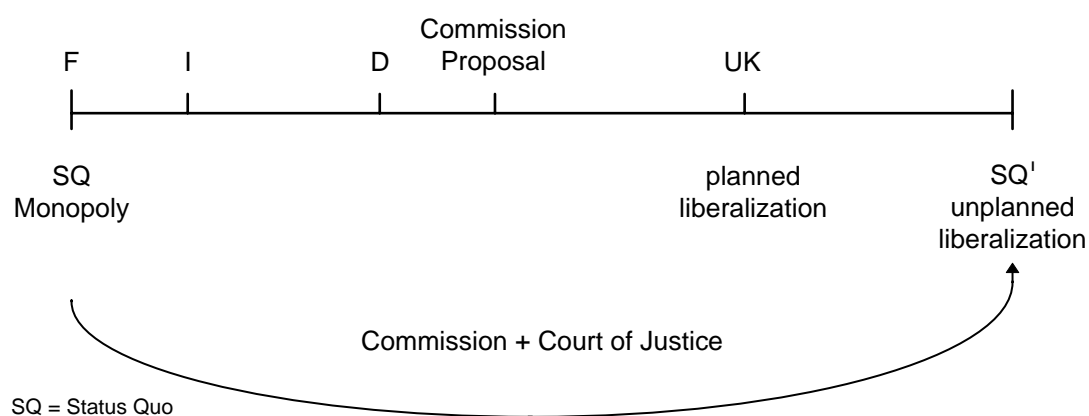 Commission
F I D Proposal UK
SQ planned SQ'
Monopoly liberalization unplanned
liberalization
Commission + Court of Justice
SQ = Status Quo